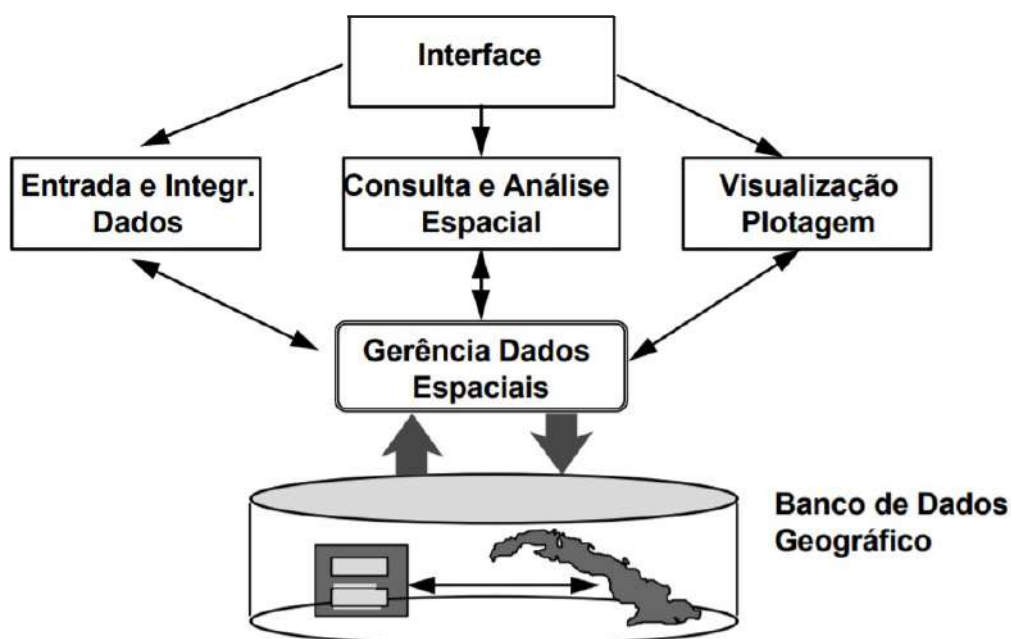 Interface
Entrada e Integr.
Dados
Consulta e Análise
Espacial
Visualização
Plotagem
Gerência Dados
Espaciais
Banco de Dados
Geográfico